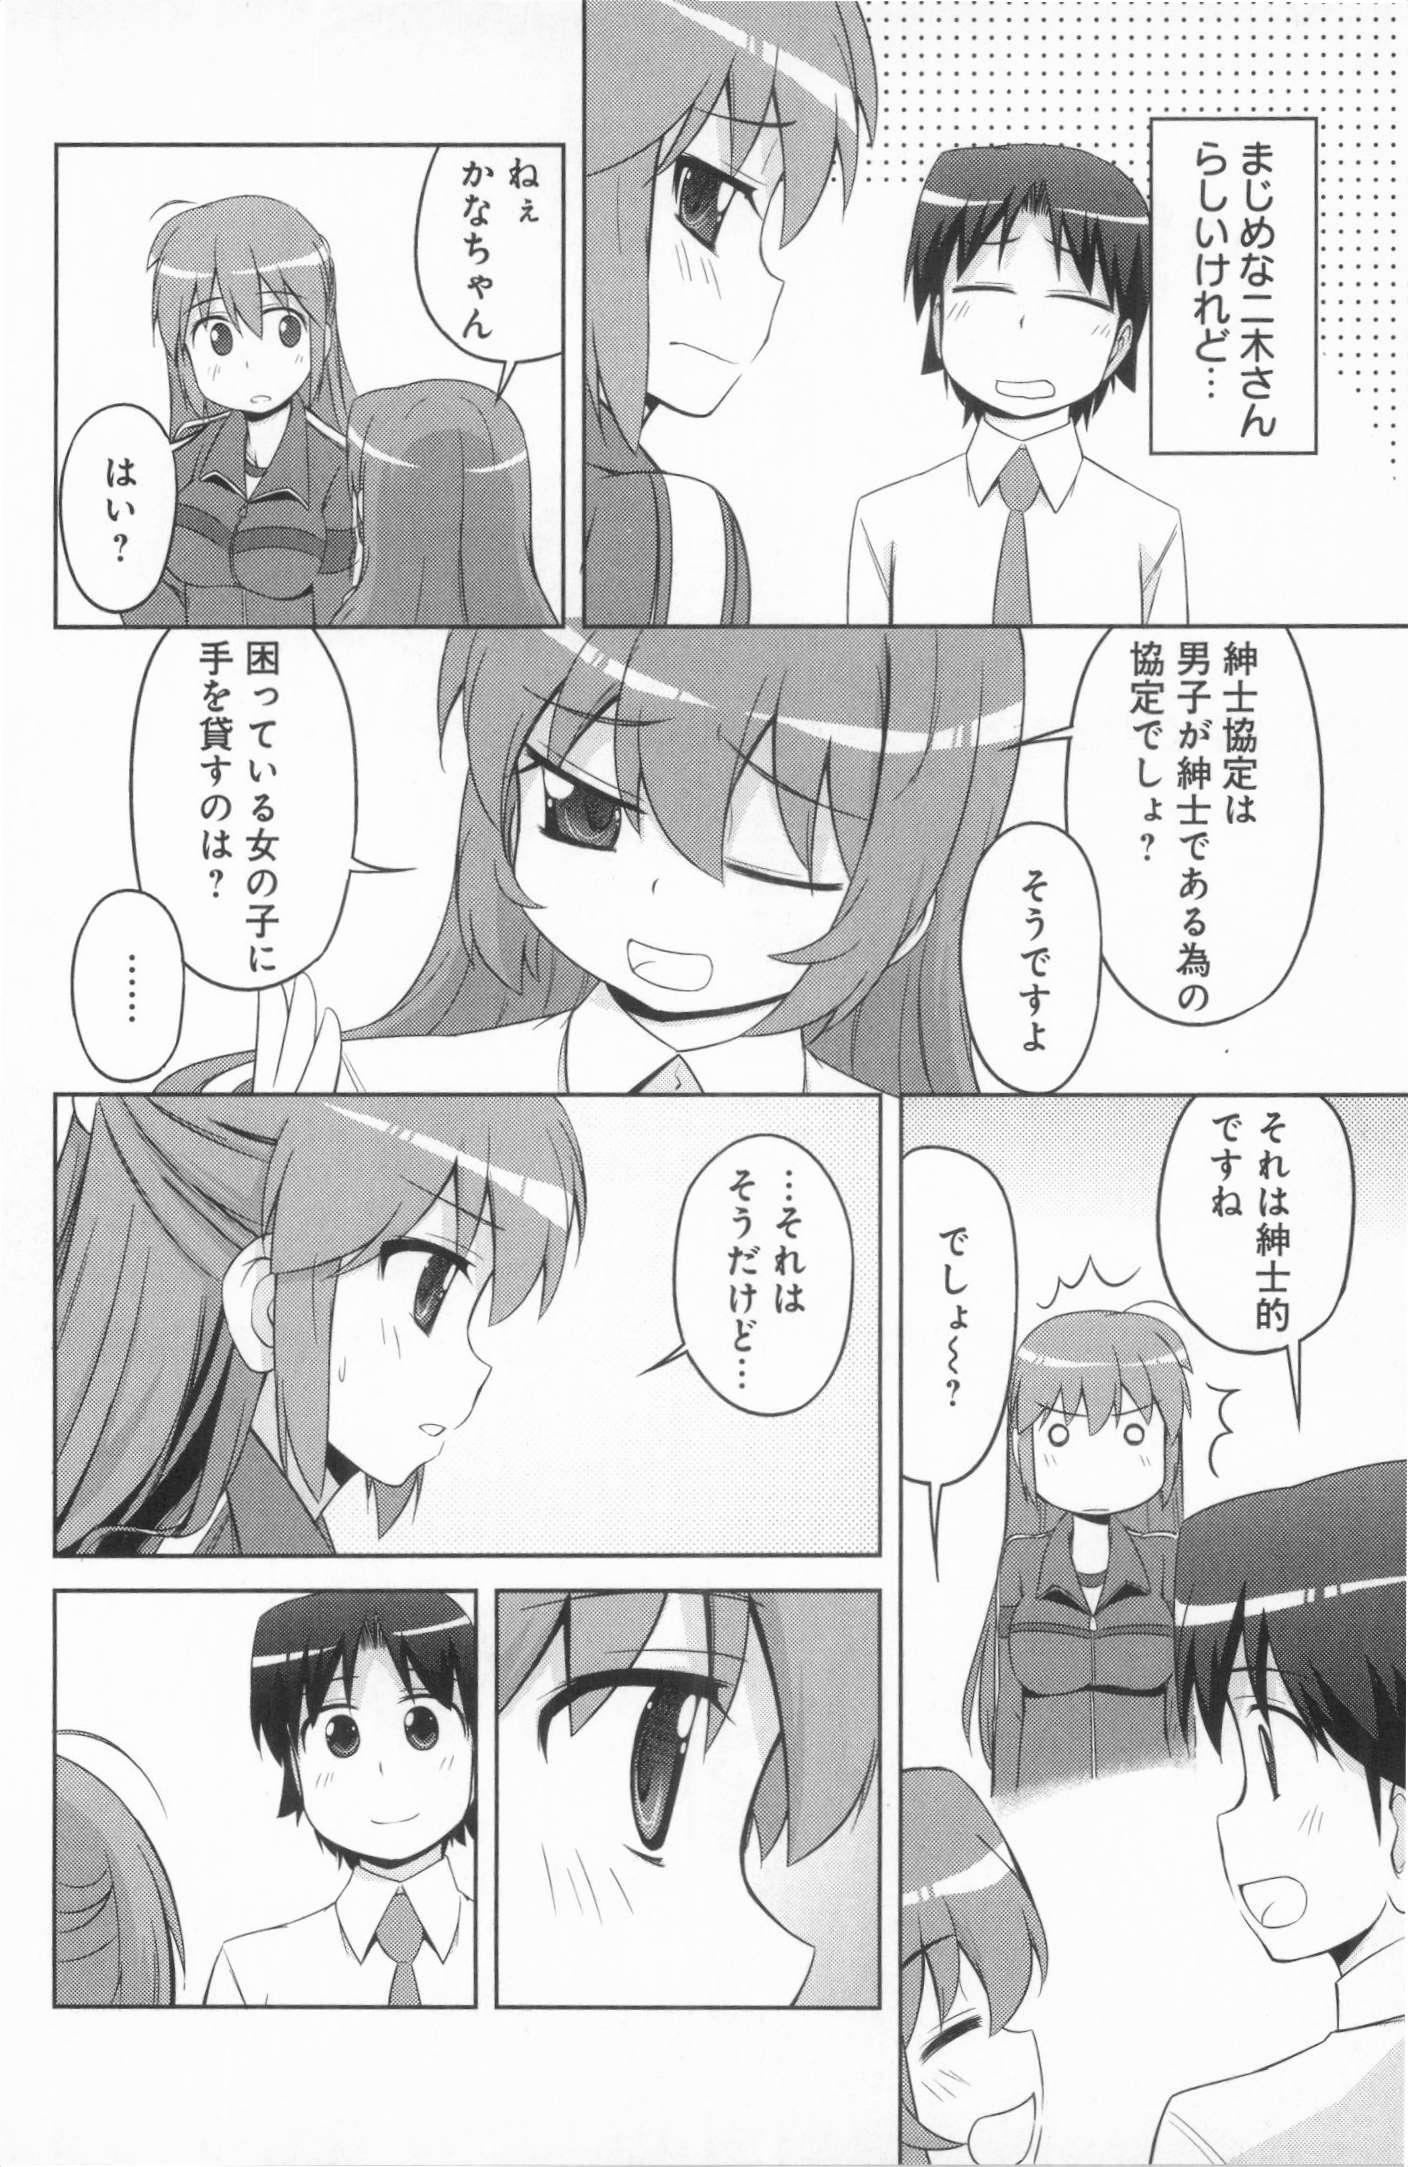 まじめな二木さん
らしいけれど…
ねぇ
かなちゃん
はい？
紳士協定は
男子が紳士である為の
協定でしょ？
そうですよ
困っている女の子に
手を貸すのは？
……
それは紳士的
ですね
でしょ～？
…それは
そうだけど…